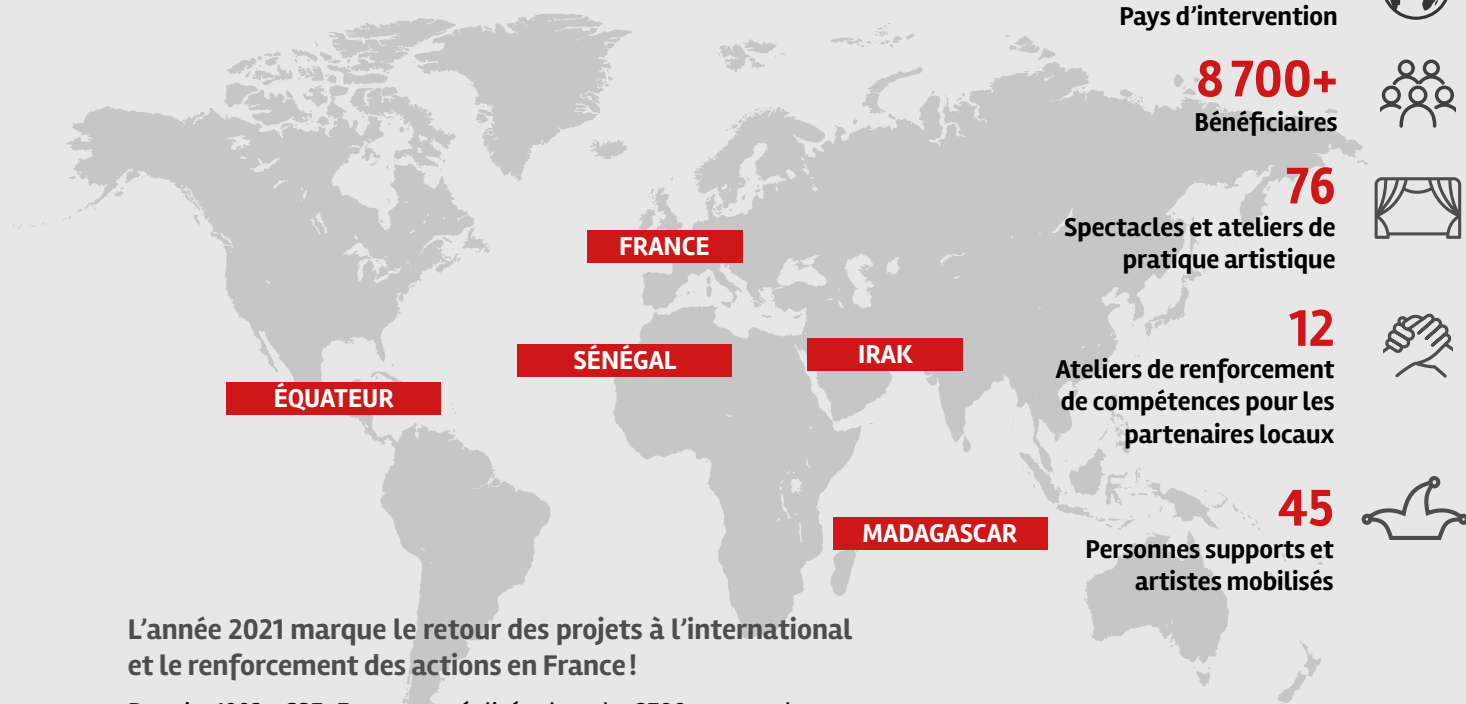 Pays d’intervention
8 700+
Bénéficiaires
76
Spectacles et ateliers de
pratique artistique
12
Ateliers de renforcement
de compétences pour les
partenaires locaux
45
Personnes supports et
artistes mobilisés
FRANCE
SÉNÉGAL
IRAK
ÉQUATEUR
MADAGASCAR
L’année 2021 marque le retour des projets à l’international
et le renforcement des actions en France !